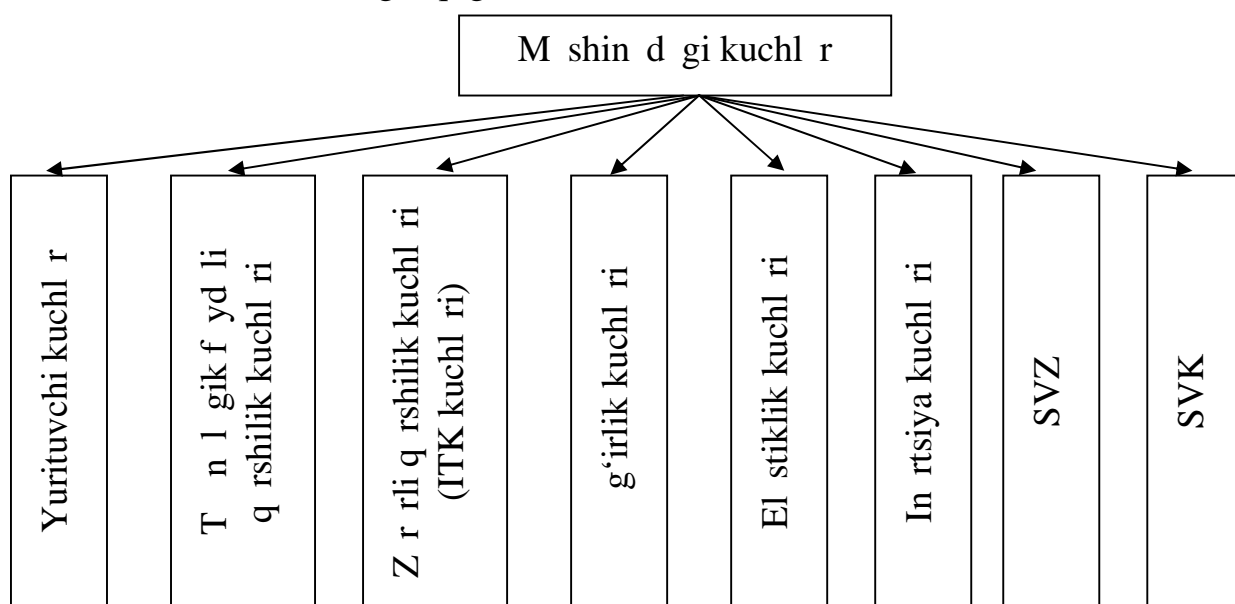 M shin d gi kuchl r
Yurituvchi kuchl r
T n l gik f yd li
q rshilik kuchl ri
Z r rli q rshilik kuchl ri
(ITK kuchl ri)
g‘irlik kuchl ri
El stiklik kuchl ri
In rtsiya kuchl ri
SVZ
SVK